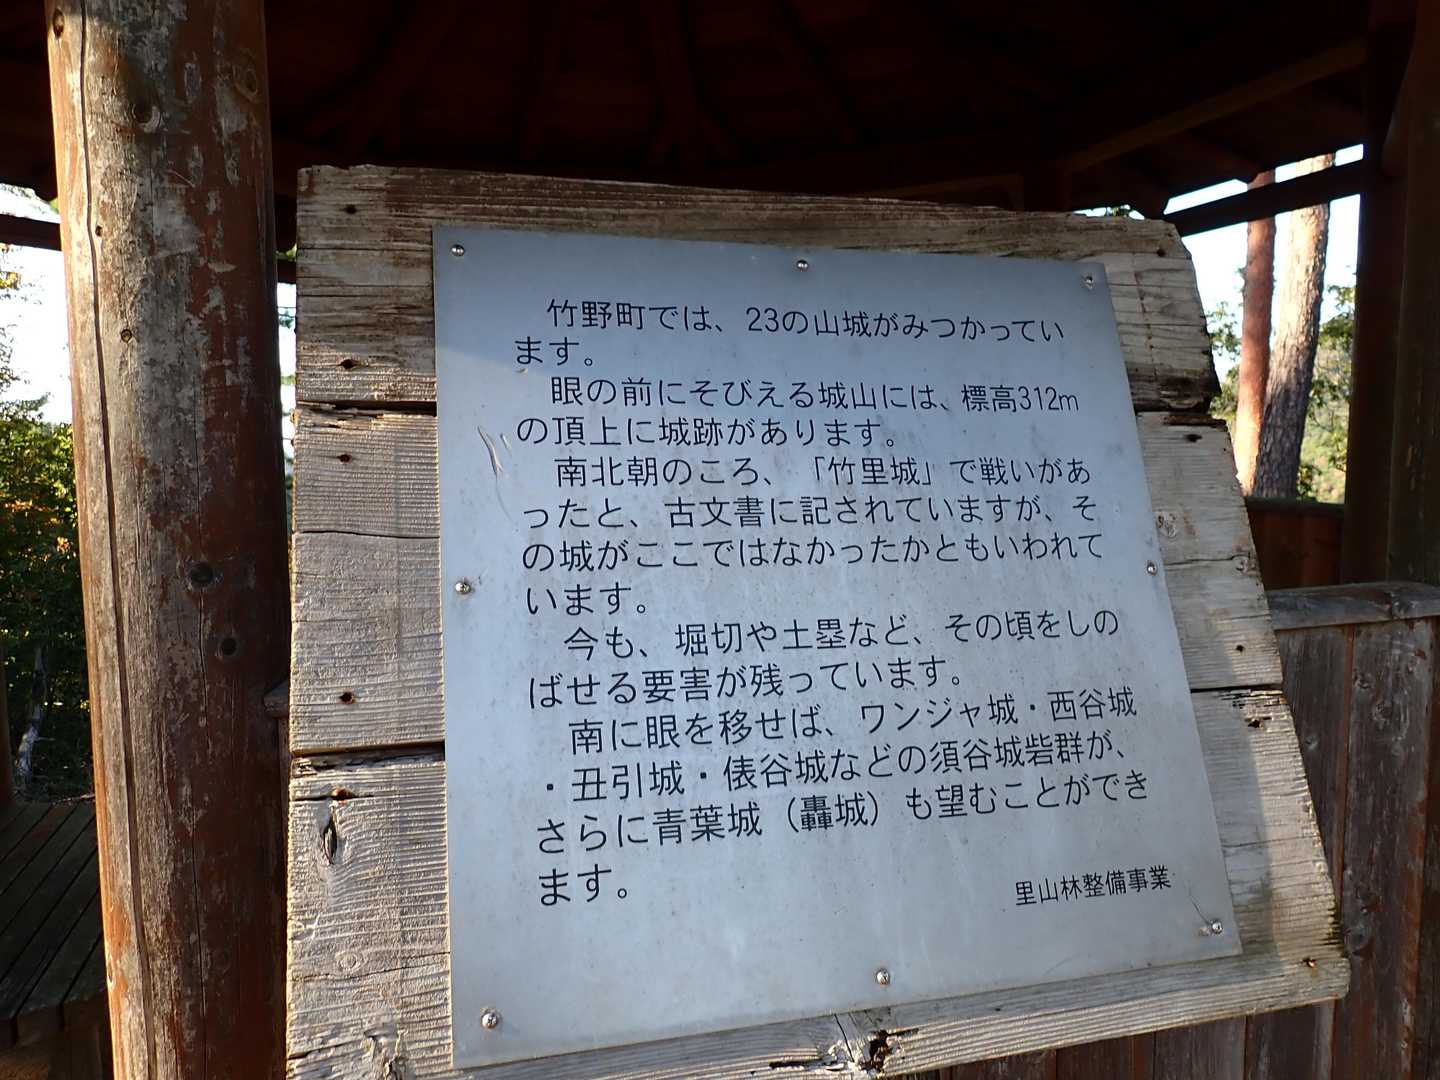 竹野町では、23の山城がみつかってい
ます。
眼の前にそびえる城山には、標高312m
の頂上に城跡があります。
南北朝のころ、「竹里城」で戦いがあ
ったと、古文書に記されていますが、そ
の城がここではなかったかともいわれて
います。
今も、堀切や土塁など、その頃をしの
ばせる要害が残っています。
南に眼を移せば、ワンジャ城・西谷城
・丑引城・俵谷城などの須谷城砦群が、
さらに青葉城（轟城）も望むことができ
ます。
里山林整備事業